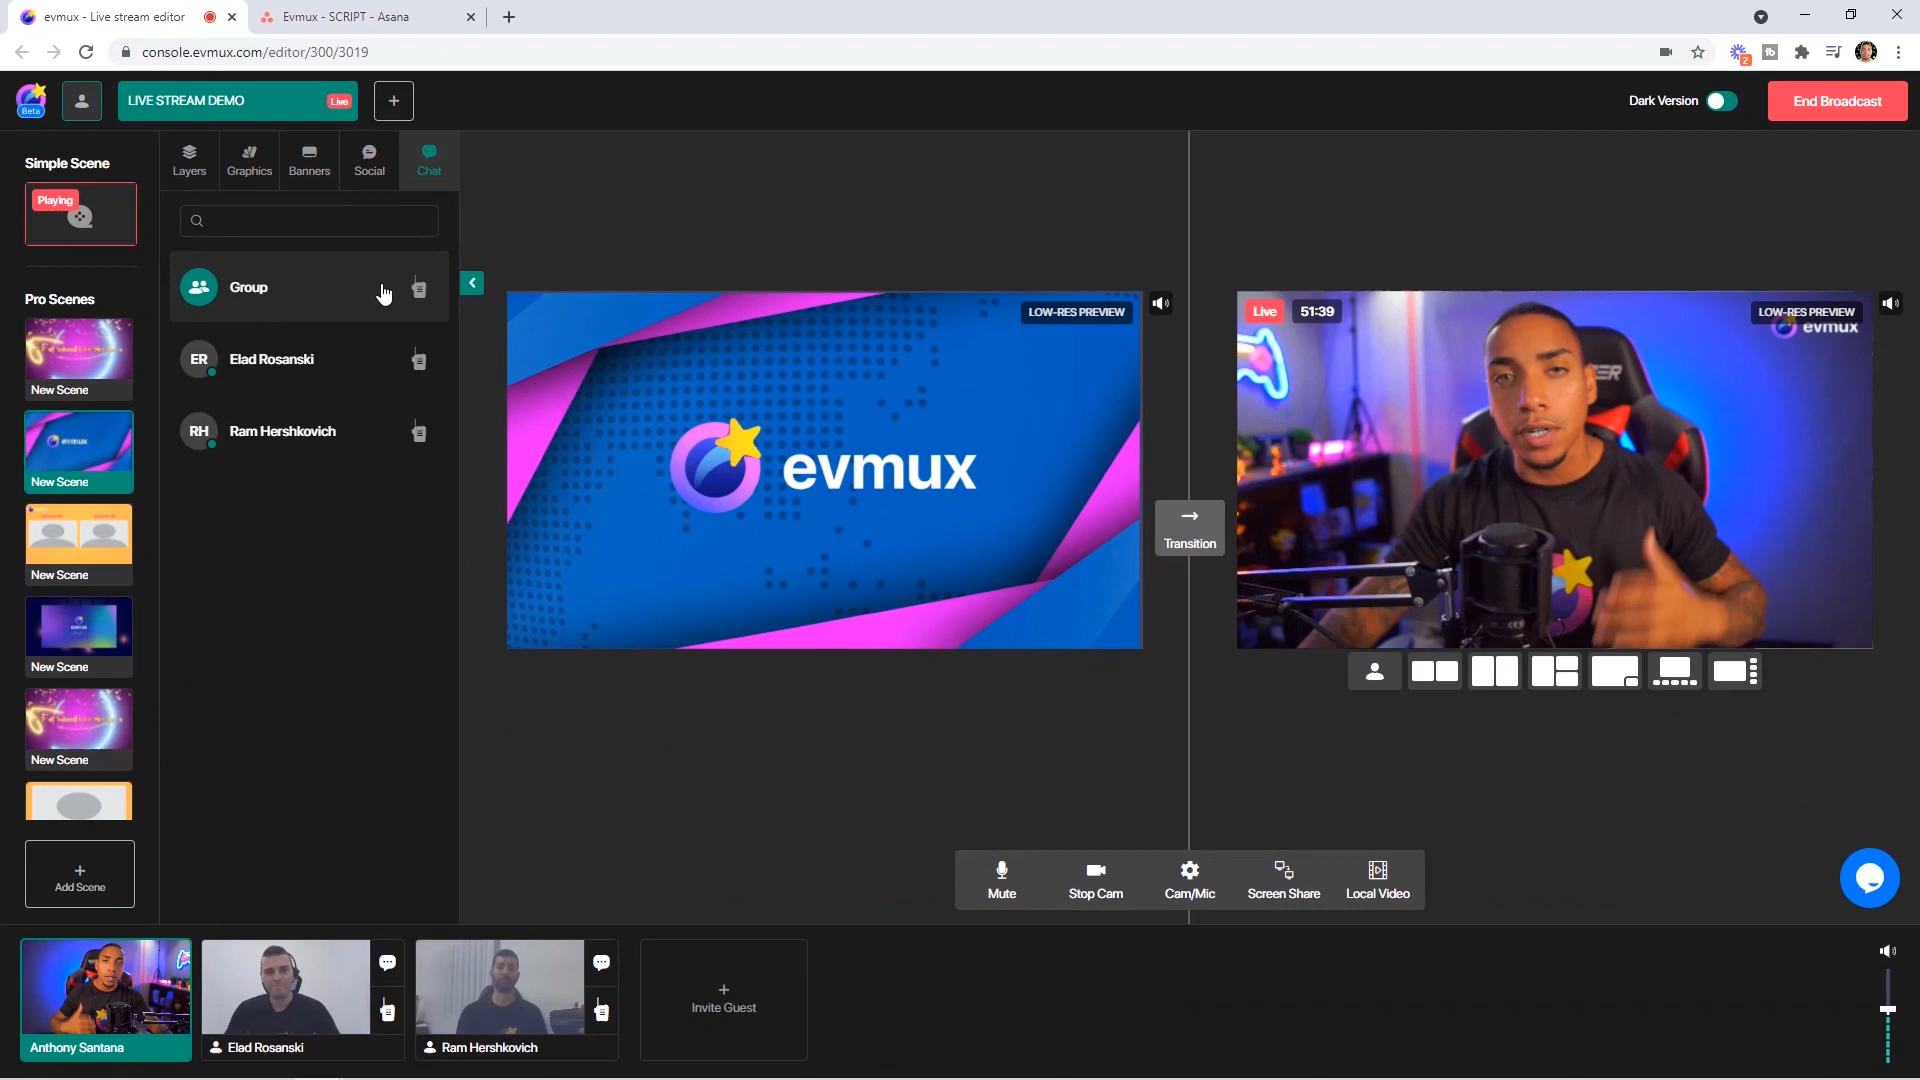 evmux - Live stream editor
Evmux - SCRIPT - Asana
console.evmux.com/editor/300/3019
2
Beta
LIVE STREAM DEMO
Live
Dark Version
End Broadcast
Simple Scene
Layers
Graphics
Banners
Social
Chat
Playing
Group
Pro Scenes
LOW-RES PREVIEW
Live
51:39
LOW-RES PREVIEW
evmux
ER
Elad Rosanski
New Scene
RH
Ram Hershkovich
evmux
New Scene
evmux
Transition
New Scene
evmux
New Scene
New Scene
Add Scene
Mute
Stop Cam
Cam/Mic
Screen Share
Local Video
Invite Guest
Anthony Santana
Elad Rosanski
Ram Hershkovich